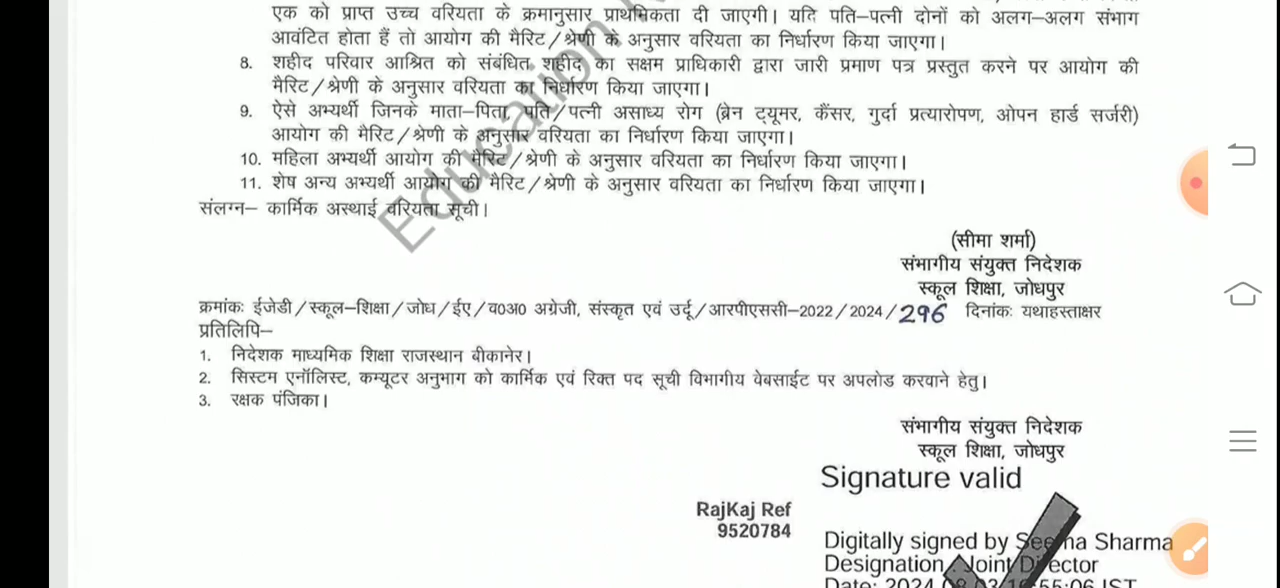 एक को प्राप्त उच्च वरियता के क्रमानुसार प्राथमिकता दी जाएगी। यदि पति–पत्नी दोनों को अलग–अलग संभाग
आवंटित होता हैं तो आयोग की मैरिट/श्रेणी के अनुसार वरियता का निर्धारण किया जाएगा।
8. शहीद परिवार आश्रित को संबंधित शहीद का सक्षम प्राधिकारी द्वारा जारी प्रमाण पत्र प्रस्तुत करने पर आयोग की
मैरिट/श्रेणी के अनुसार वरियता का निर्धारण किया जाएगा।
9. ऐसे अभ्यर्थी जिनके माता–पिता, पति/पत्नी असाध्य रोग (ब्रेन ट्यूमर, कैंसर, गुर्दा प्रत्यारोपण, ओपन हार्ड सर्जरी)
आयोग की मैरिट/श्रेणी के अनुसार वरियता का निर्धारण किया जाएगा।
10. महिला अभ्यर्थी आयोग की मैरिट/श्रेणी के अनुसार वरियता का निर्धारण किया जाएगा।
11. शेष अन्य अभ्यर्थी आयोग की मैरिट/श्रेणी के अनुसार वरियता का निर्धारण किया जाएगा।
संलग्न– कार्मिक अस्थाई वरियता सूची।
Education
(सीमा शर्मा)
संभागीय संयुक्त निदेशक
स्कूल शिक्षा, जोधपुर
क्रमांकः ईजेडी/स्कूल–शिक्षा/जोध/ईए/व0अ0 अग्रेजी, संस्कृत एवं उर्दू/आरपीएससी–2022/2024/296 दिनांकः यथाहस्ताक्षर
प्रतिलिपि–
1. निदेशक माध्यमिक शिक्षा राजस्थान बीकानेर।
2. सिस्टम एनॉलिस्ट, कम्यूटर अनुभाग को कार्मिक एवं रिक्त पद सूची विभागीय वेबसाईट पर अपलोड करवाने हेतु।
3. रक्षक पंजिका।
संभागीय संयुक्त निदेशक
स्कूल शिक्षा, जोधपुर
Signature valid
RajKaj Ref
9520784
Digitally signed by Seema Sharma
Designation : Joint Director
Date: 2024